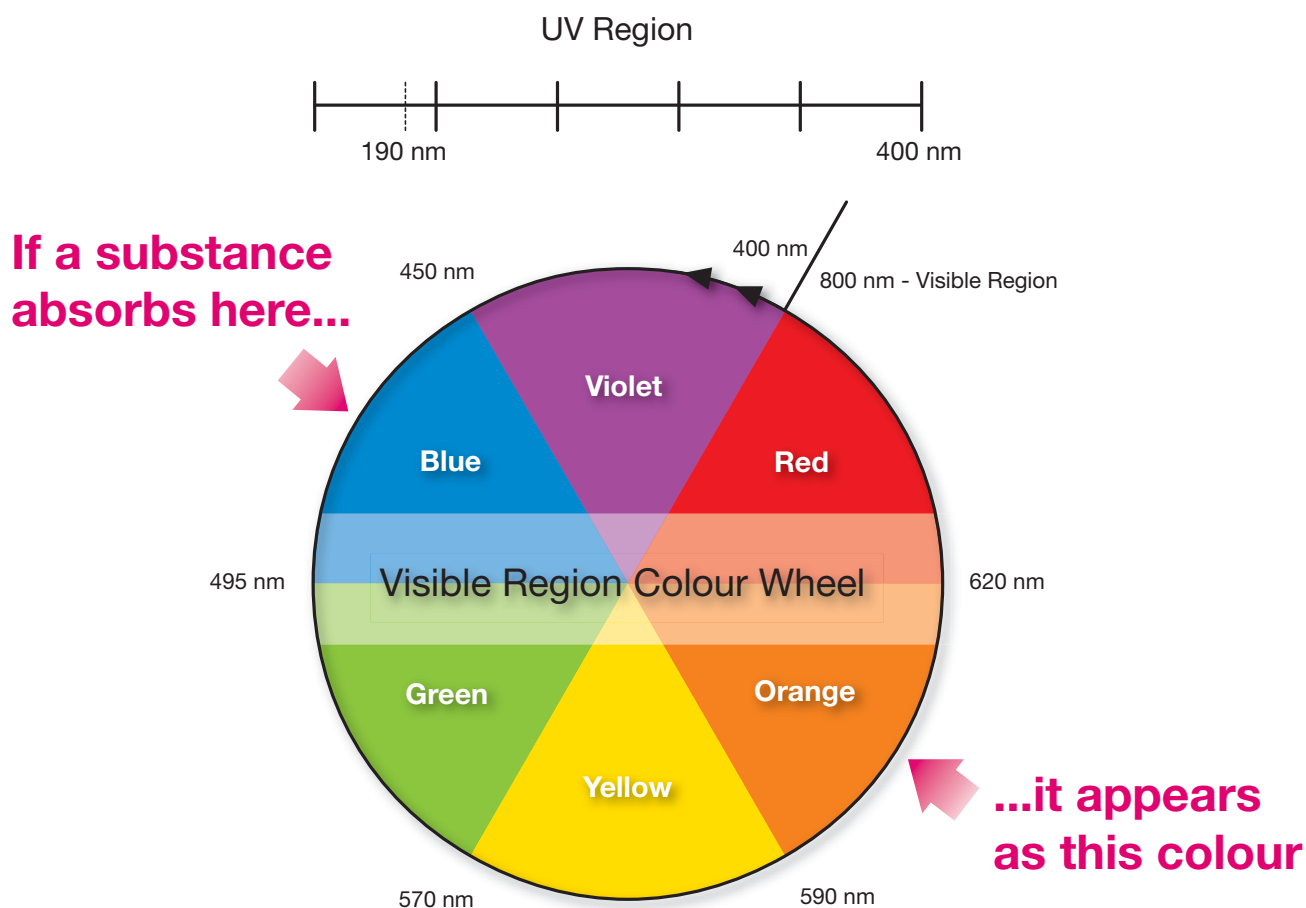 UV Region
190 nm
400 nm
If a substance
absorbs here...
450 nm
400 nm
800 nm - Visible Region
Violet
Blue
Red
495 nm
Visible Region Colour Wheel
620 nm
Green
Orange
Yellow
...it appears
as this colour
570 nm
590 nm